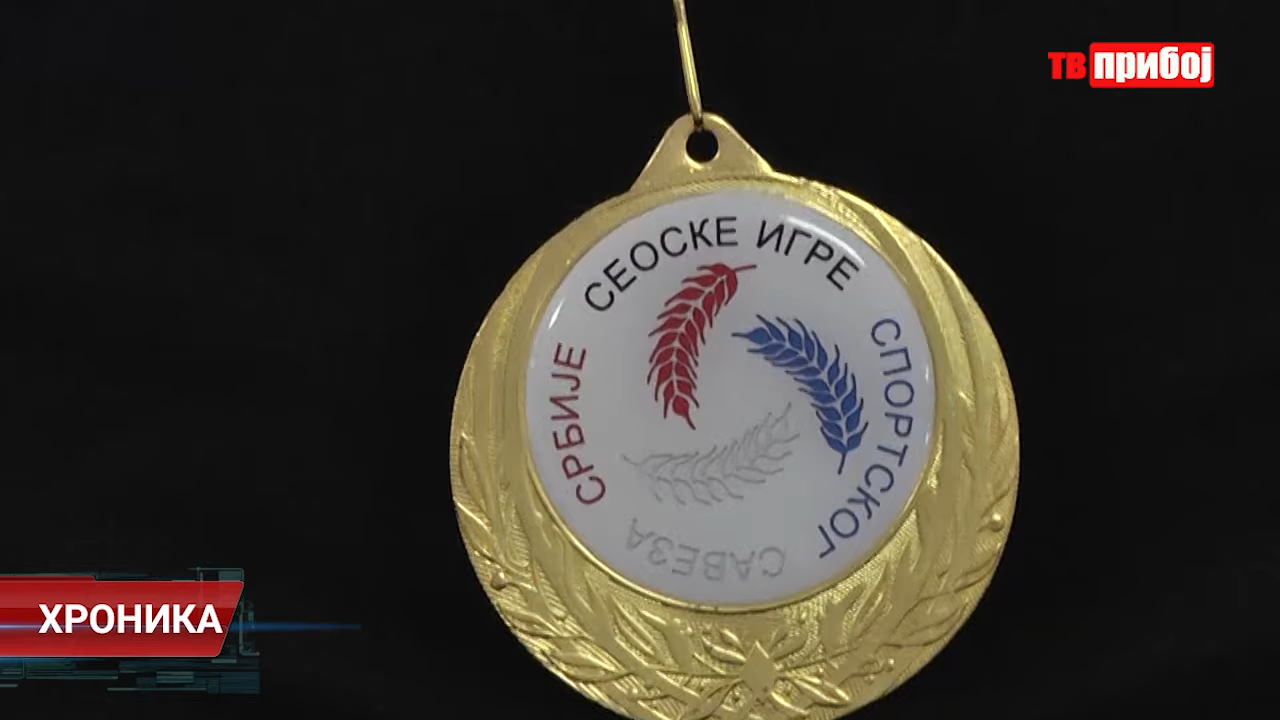 ТВ прибој
СЕОСКЕ ИГРЕ
СПОРТСКОГ
САВЕЗА
СРБИЈЕ
ХРОНИКА